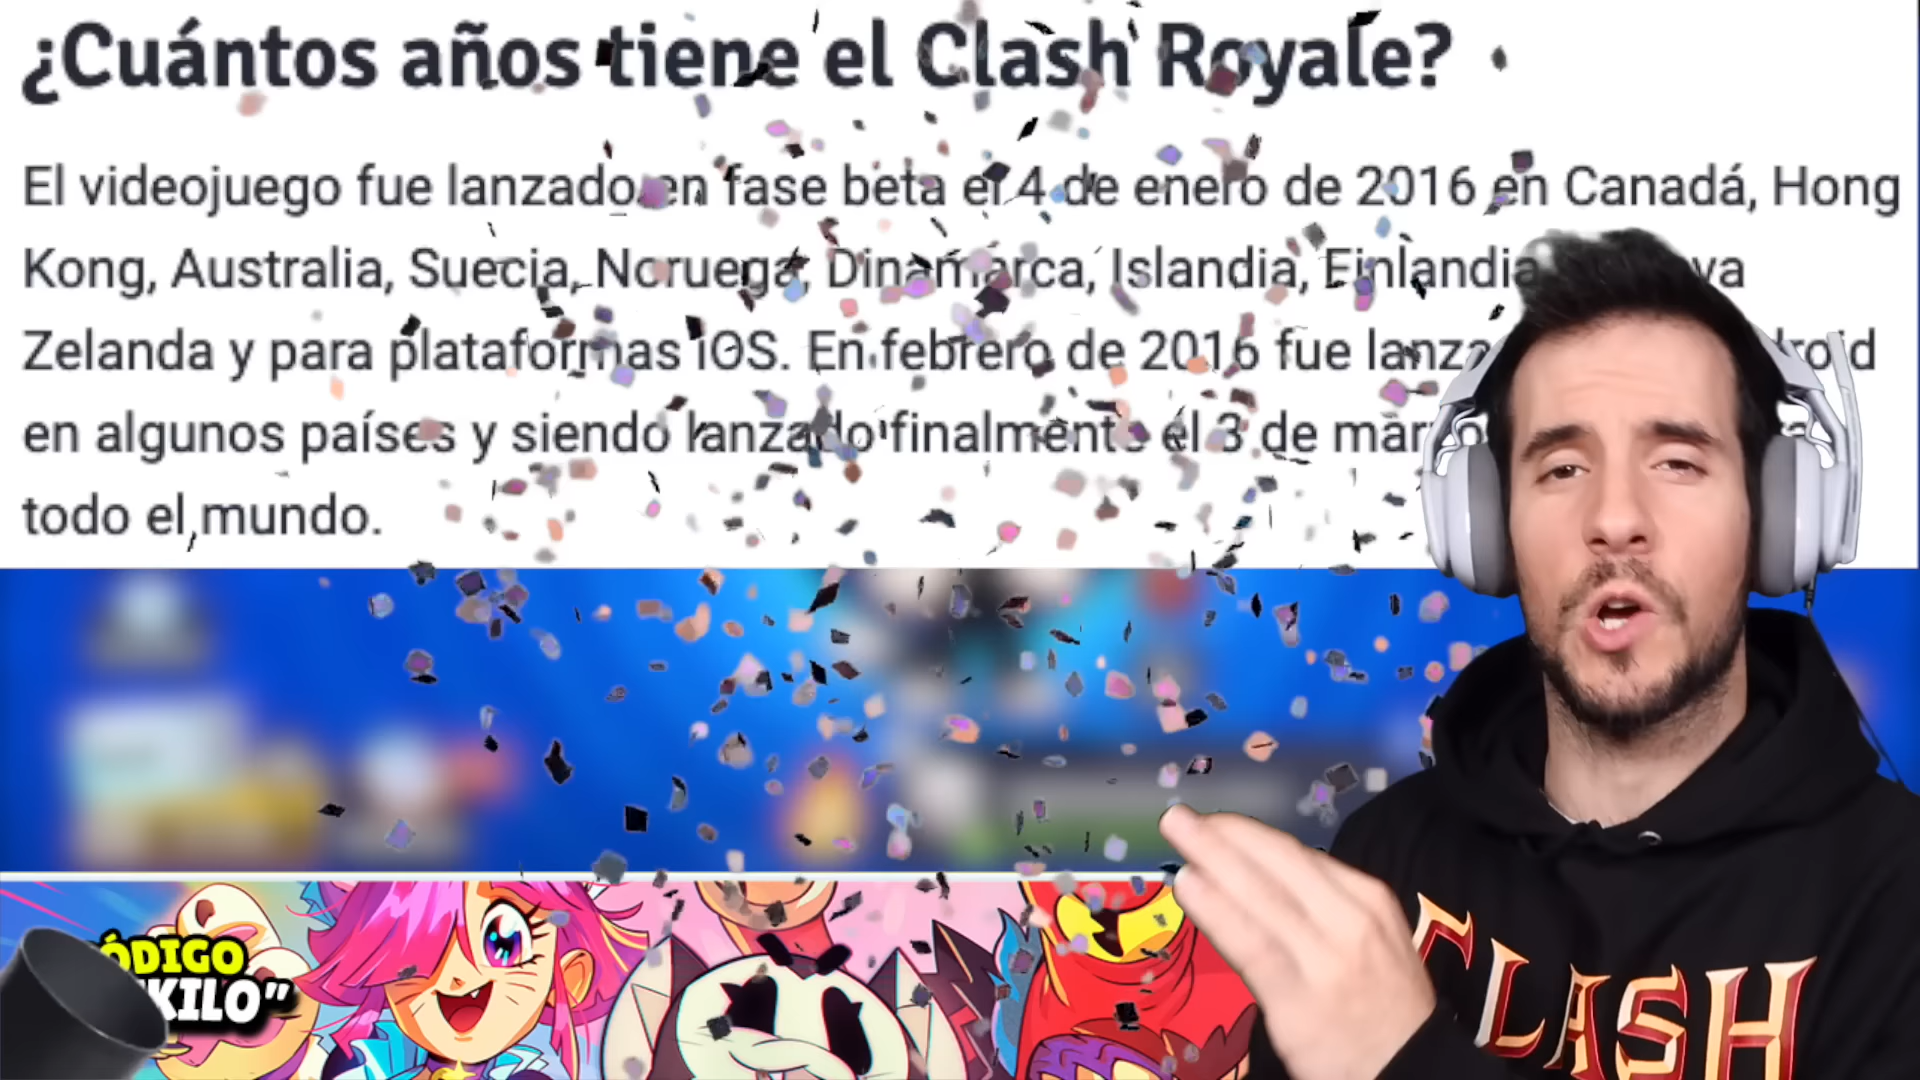 ¿Cuántos años tiene el Clash Royale?
El videojuego fue lanzado en fase beta el 4 de enero de 2016 en Canadá, Hong
Kong, Australia, Suecia, Noruega, Dinamarca, Islandia, Finlandia
Zelanda y para plataformas iOS. En febrero de 2016 fue
en algunos países y siendo lanzado finalmente el 3 de
todo el mundo.
CLASH